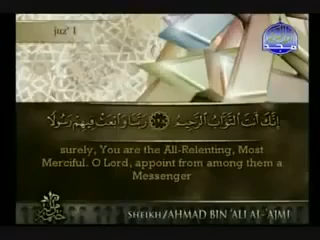 juz' 1
إِنَّكَ أَنتَ التَّوَّابُ الرَّحِيمُ ﴿١٢٨﴾ رَبَّنَا وَابْعَثْ فِيهِمْ رَسُولًا
surely, You are the All-Relenting, Most
Merciful. O Lord, appoint from among them a
Messenger
SHEIKH/AHMAD BIN 'ALI AL-'AJMI